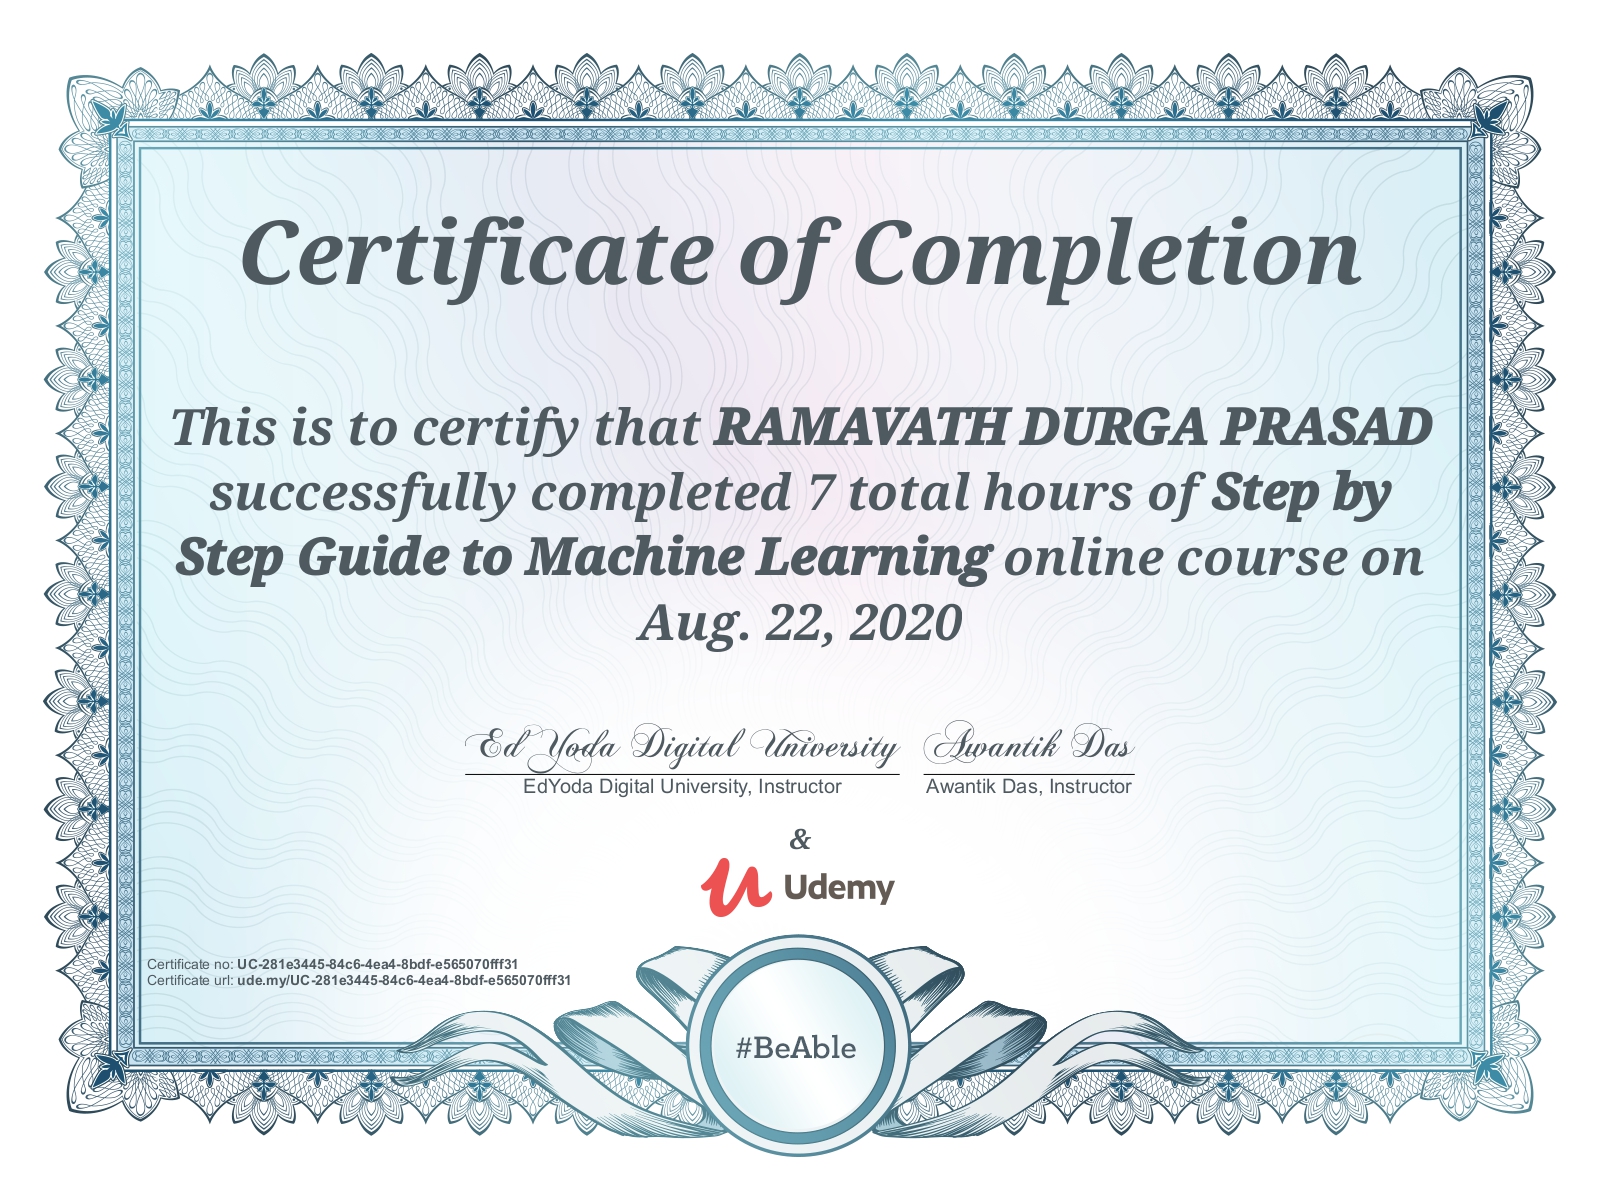 Certificate of Completion
This is to certify that RAMAVATH DURGA PRASAD
successfully completed 7 total hours of Step by
Step Guide to Machine Learning online course on
Aug. 22, 2020
Ed Yoda Digital University Awantik Das
EdYoda Digital University, Instructor Awantik Das, Instructor
&
Udemy
Certificate no: UC-281e3445-84c6-4ea4-8bdf-e565070fff31
Certificate url: ude.my/UC-281e3445-84c6-4ea4-8bdf-e565070fff31
#BeAble